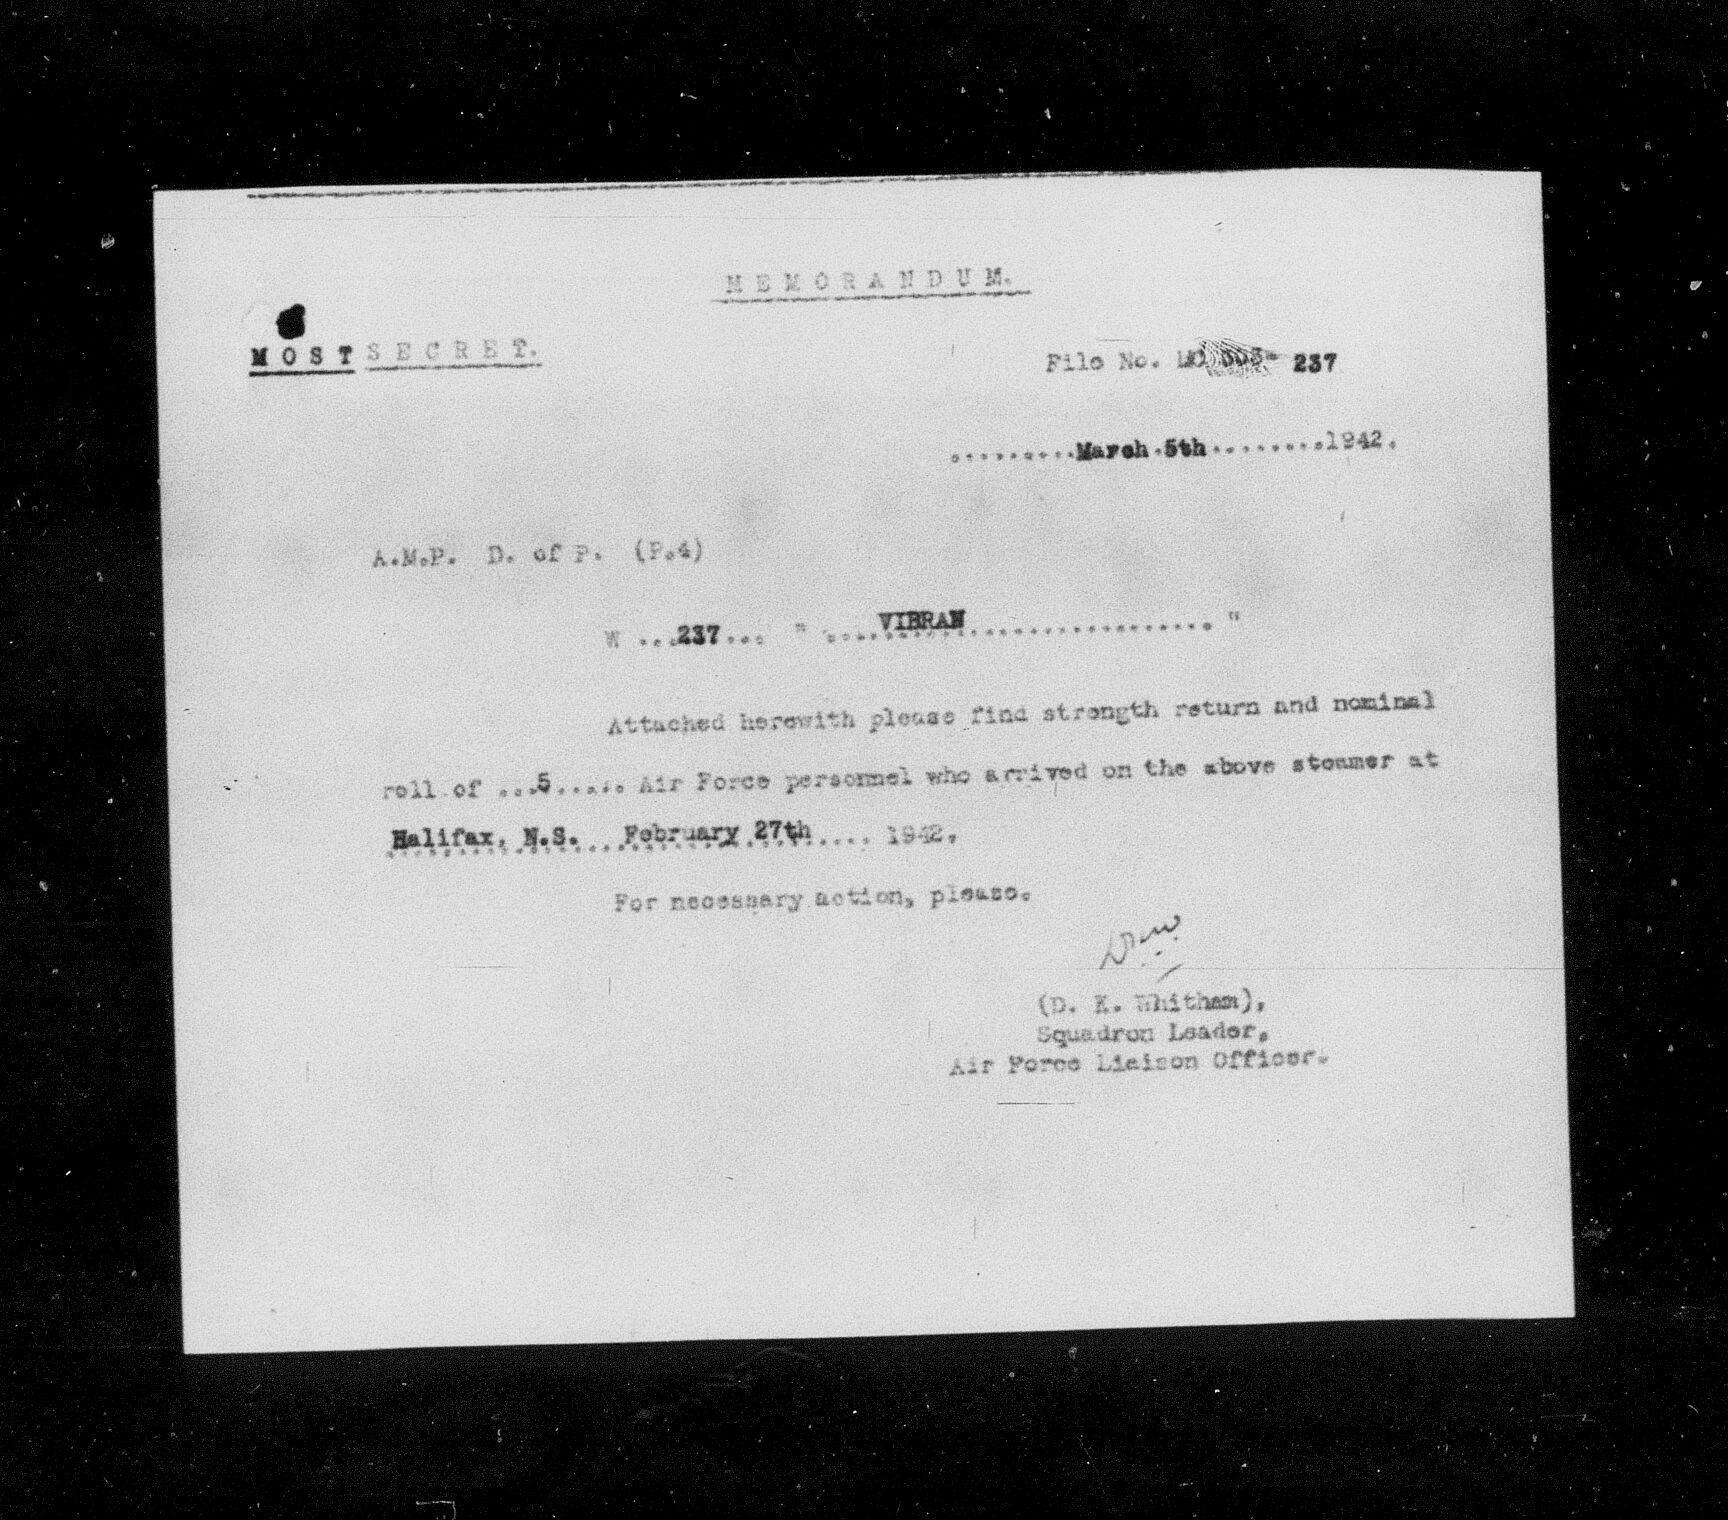 MEMORANDUM.
MOST SECRET.
File No. 237
.........March.5th.........1942.
A.M.P. D. of P. (P.4)
W ...237... " ....VIBRAN............................ "
Attached herewith please find strength return and nominal
roll of ...5...... Air Force personnel who arrived on the above steamer at
Halifax, N.S. February 27th.... 1942.
For necessary action, please.
(D. K. Whitham),
Squadron Leader,
Air Force Liaison Officer.